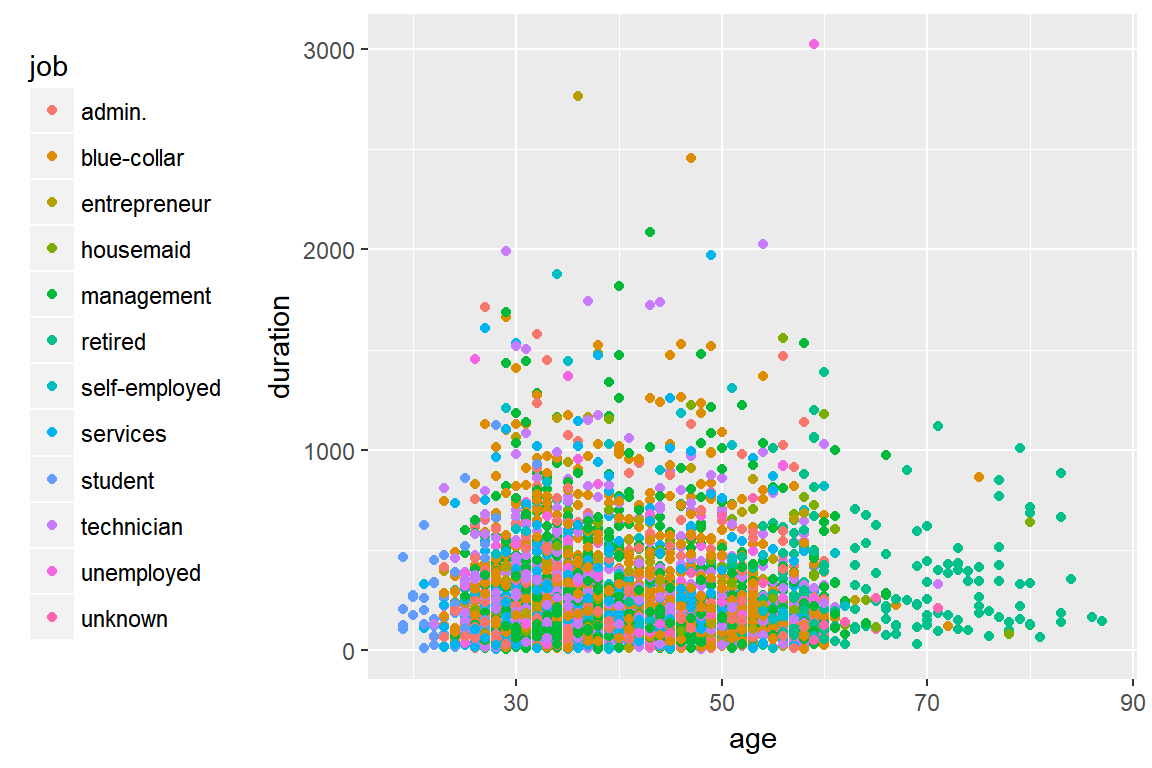 job
admin.
blue-collar
entrepreneur
housemaid
management
retired
self-employed
services
student
technician
unemployed
unknown
duration
3000
2000
1000
0
30
50
70
90
age